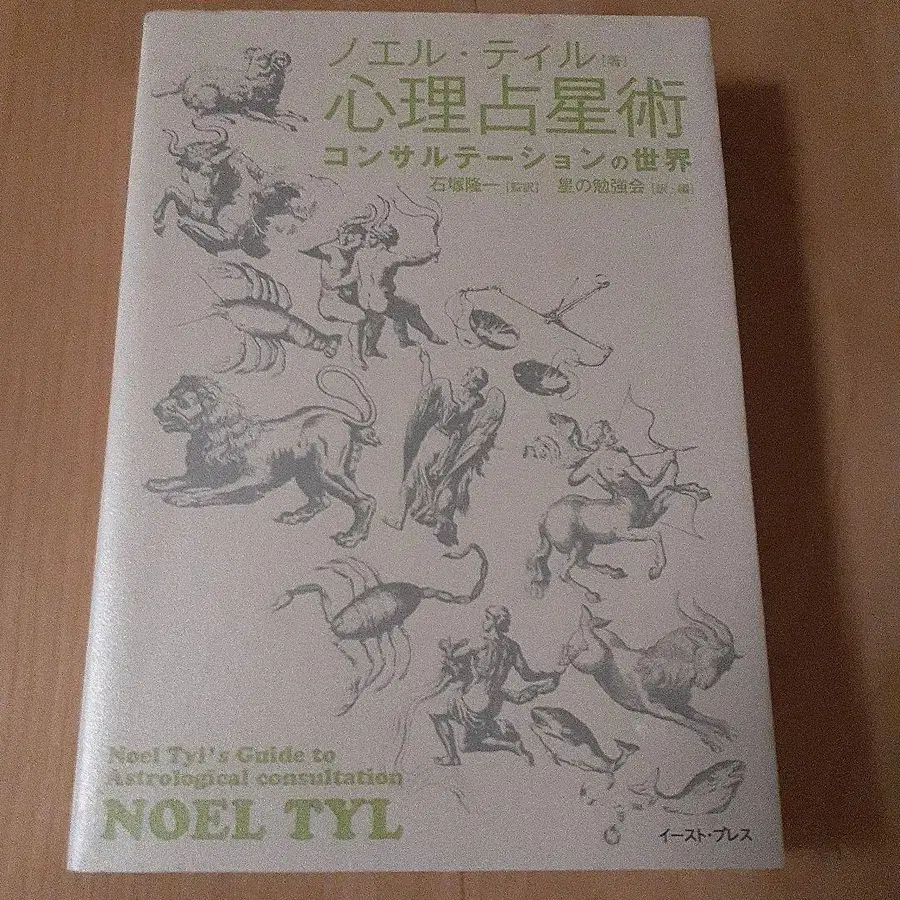 ノエル・ティル[著]
心理占星術
コンサルテーションの世界
石塚隆一[監訳] 星の勉強会[訳・編]
Noel Tyl's Guide to
Astrological consultation
NOEL TYL
イースト・プレス